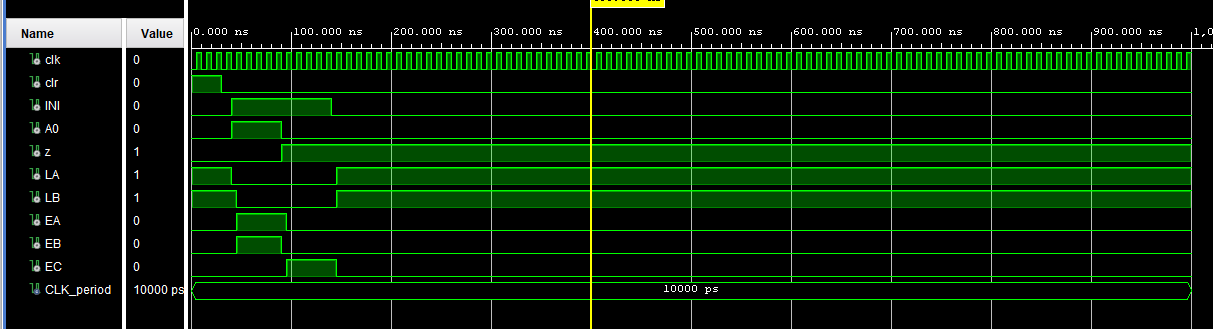 Name Value
0.000 ns 100.000 ns 200.000 ns 300.000 ns 400.000 ns 500.000 ns 600.000 ns 700.000 ns 800.000 ns 900.000 ns 1,0
clk 0
clr 0
INI 0
A0 0
z 1
LA 1
LB 1
EA 0
EB 0
EC 0
CLK_period 10000 ps 10000 ps